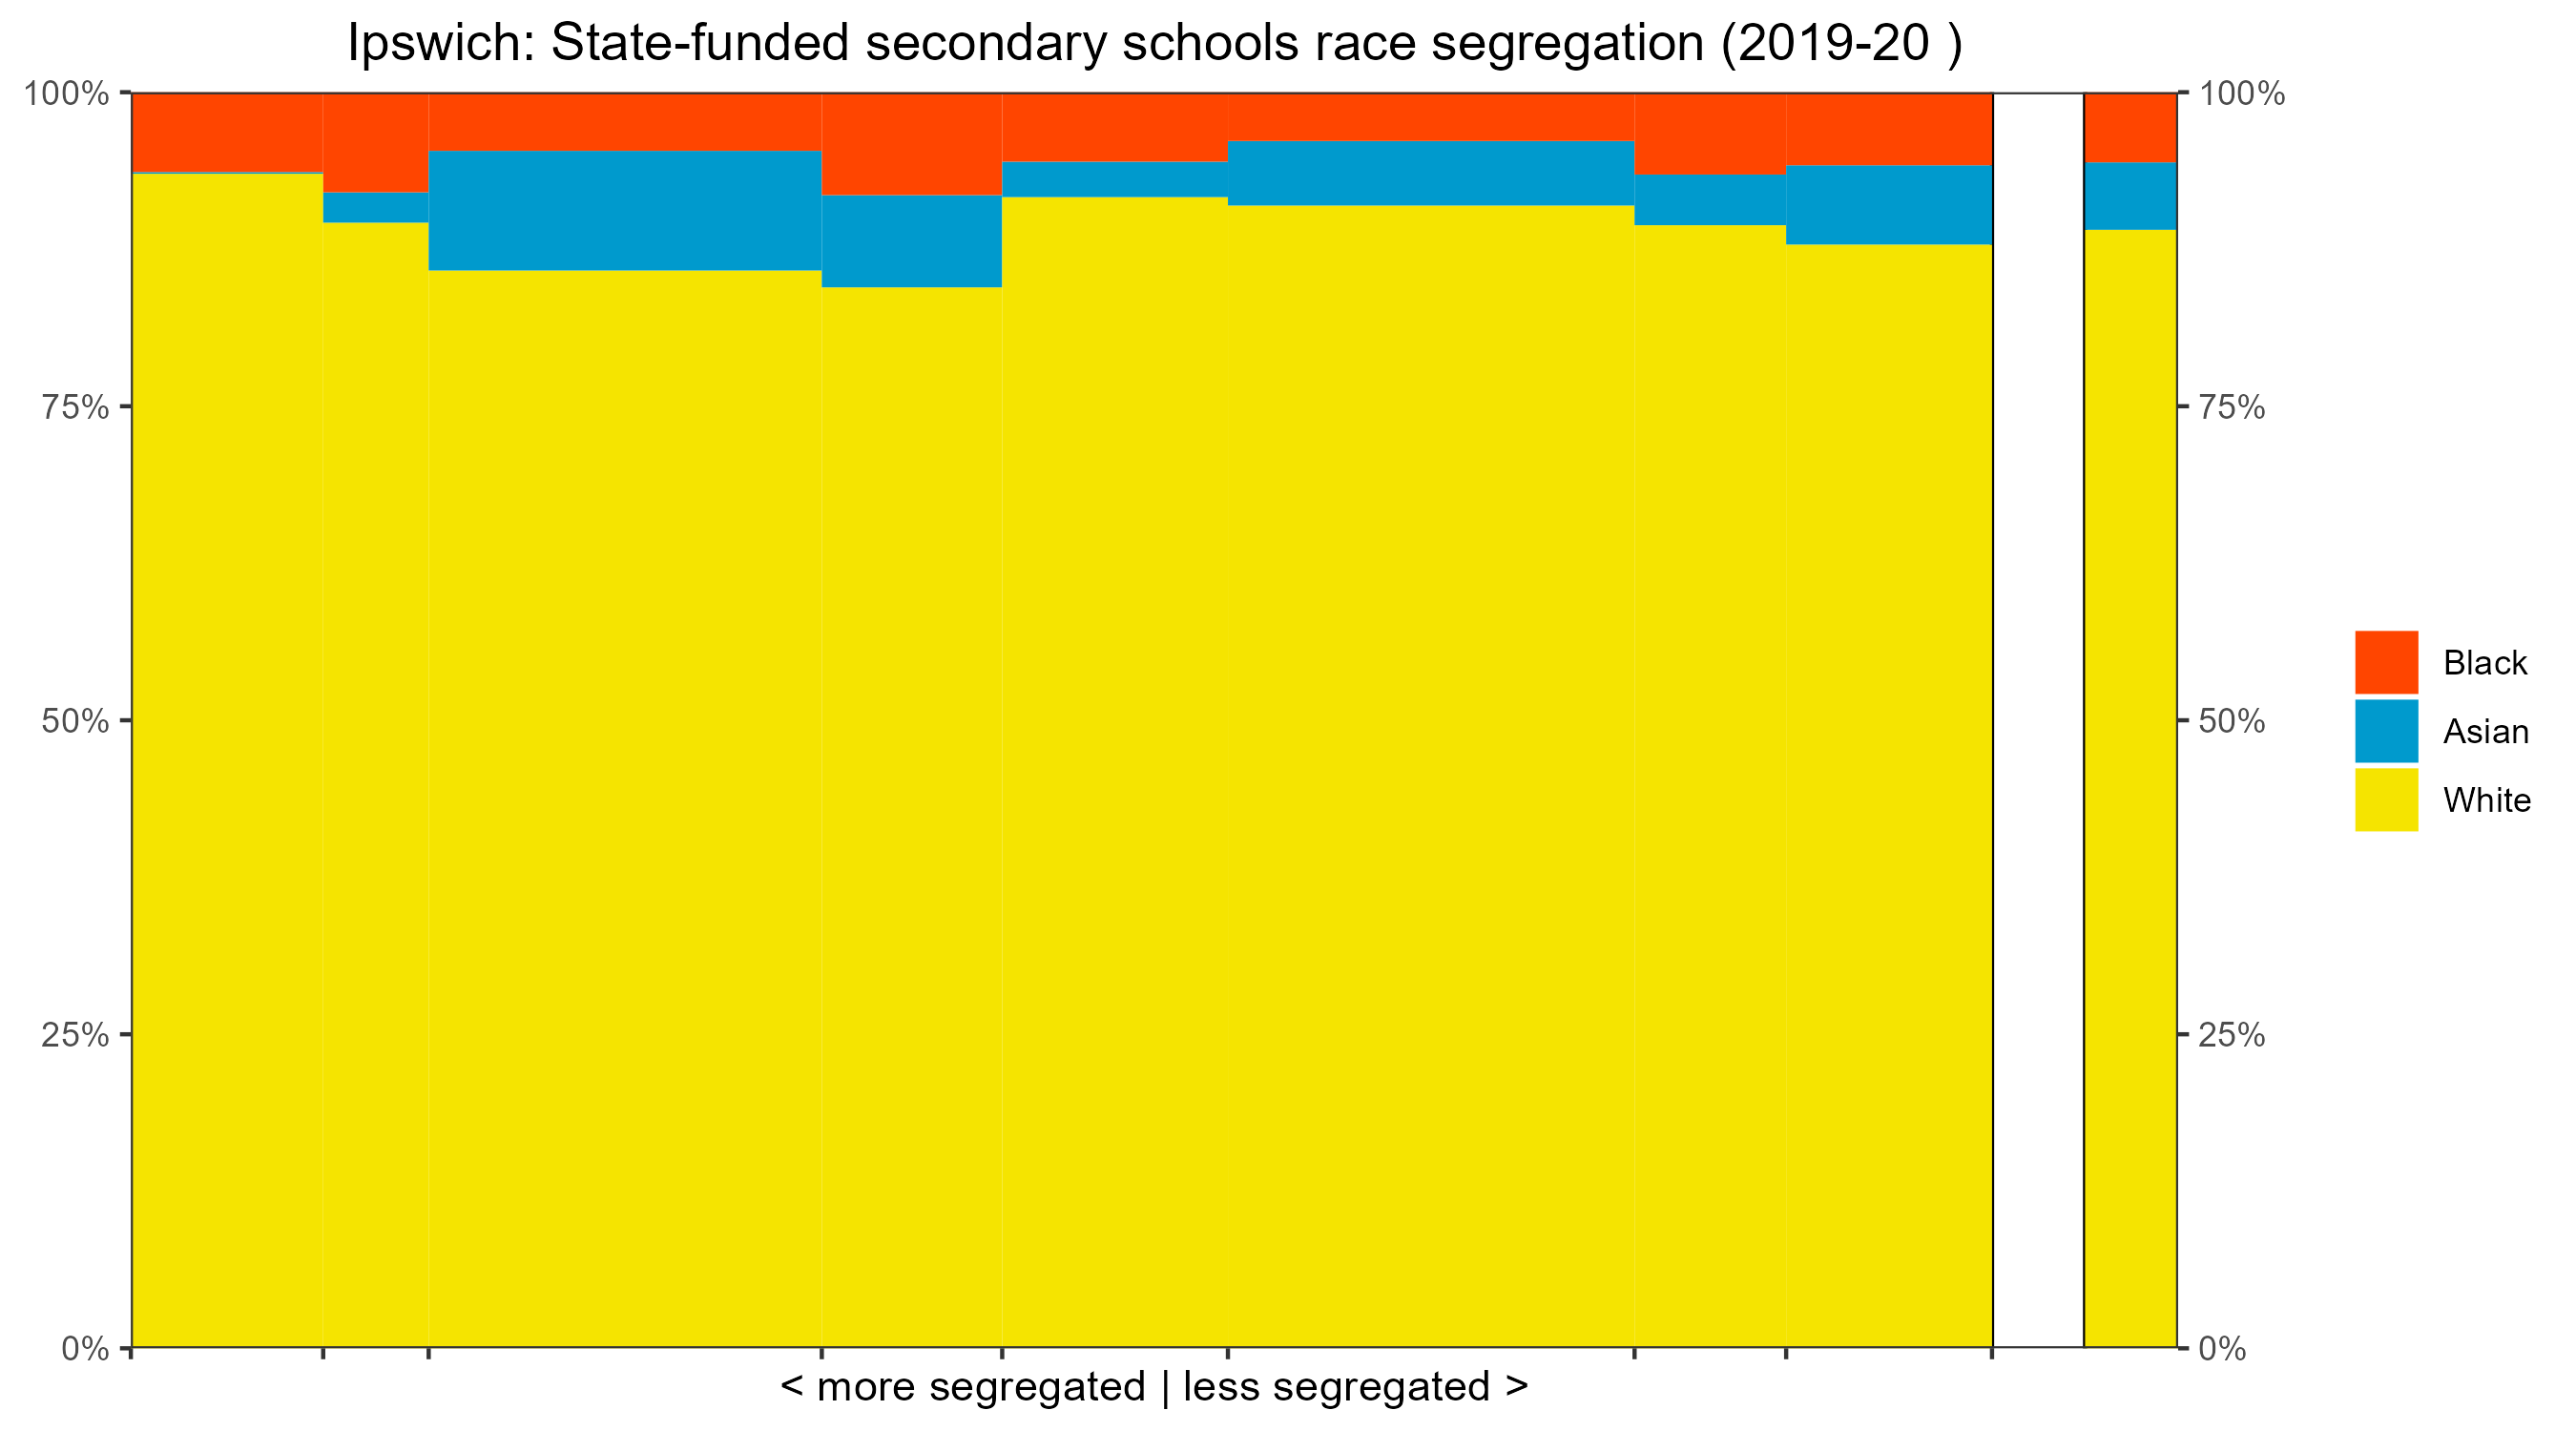 Ipswich: State-funded secondary schools race segregation (2019-20 )
100%
75%
50%
25%
0%
100%
75%
50%
25%
0%
Black
Asian
White
< more segregated | less segregated >